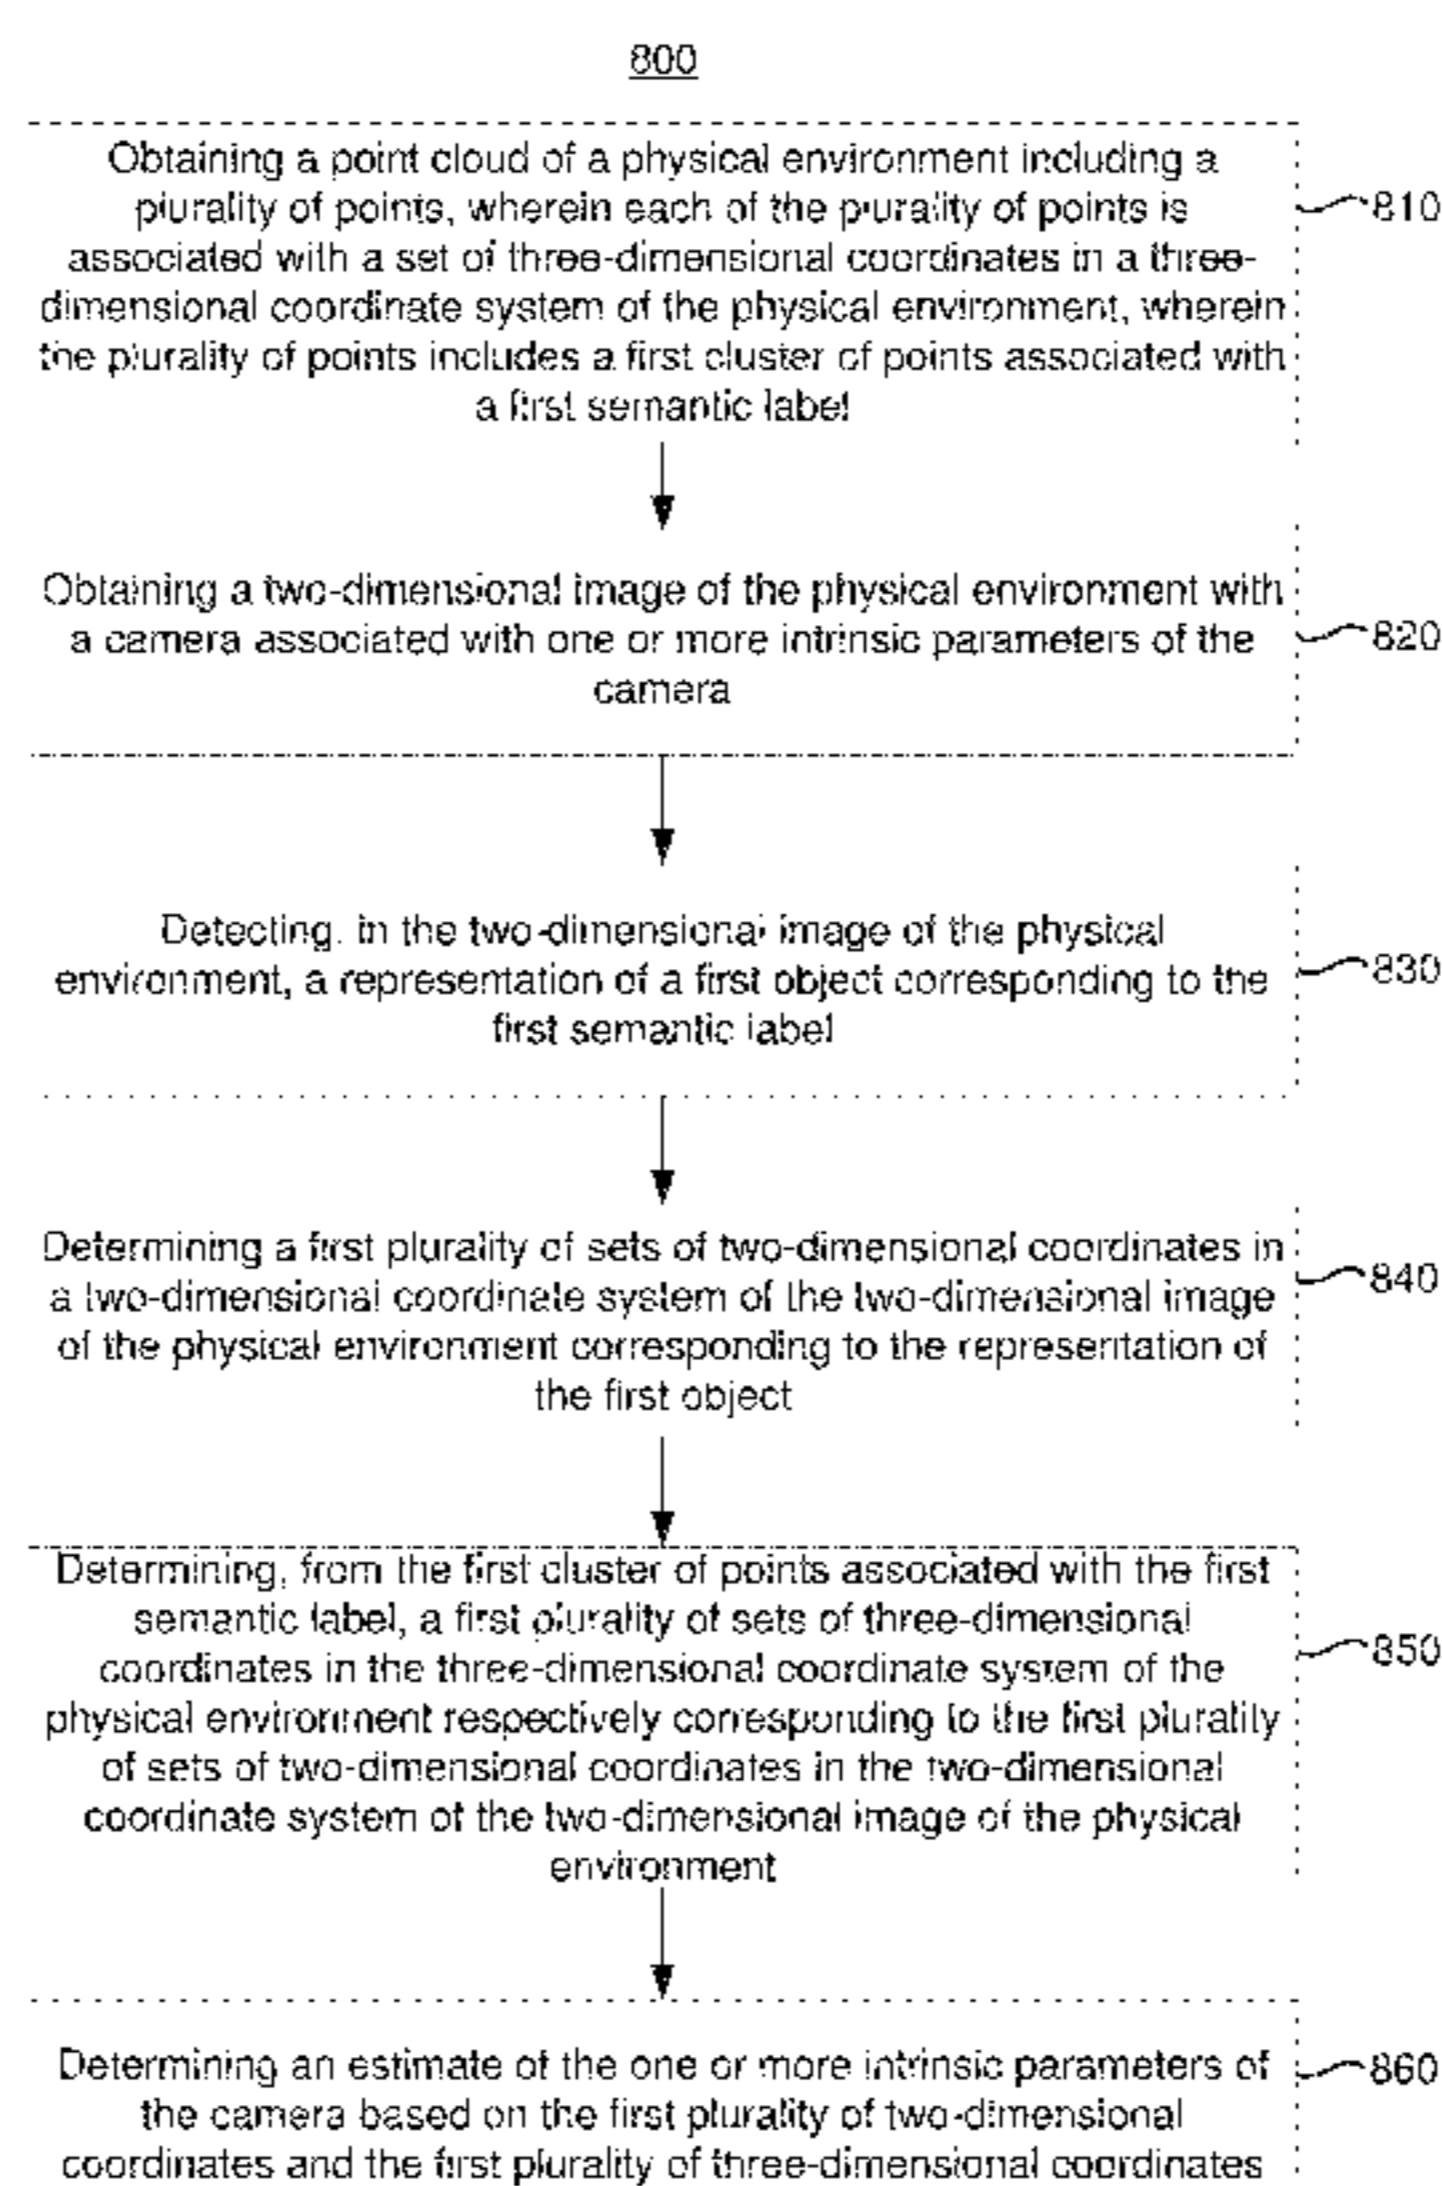 800
Obtaining a point cloud of a physical environment including a
plurality of points, wherein each of the plurality of points is
associated with a set of three-dimensional coordinates in a three-
dimensional coordinate system of the physical environment, wherein
the plurality of points includes a first cluster of points associated with
a first semantic label
810
Obtaining a two-dimensional image of the physical environment with
a camera associated with one or more intrinsic parameters of the
camera
820
Detecting, in the two-dimensional image of the physical
environment, a representation of a first object corresponding to the
first semantic label
830
Determining a first plurality of sets of two-dimensional coordinates in
a two-dimensional coordinate system of the two-dimensional image
of the physical environment corresponding to the representation of
the first object
840
Determining, from the first cluster of points associated with the first
semantic label, a first plurality of sets of three-dimensional
coordinates in the three-dimensional coordinate system of the
physical environment respectively corresponding to the first plurality
of sets of two-dimensional coordinates in the two-dimensional
coordinate system of the two-dimensional image of the physical
environment
850
Determining an estimate of the one or more intrinsic parameters of
the camera based on the first plurality of two-dimensional
coordinates and the first plurality of three-dimensional coordinates
860